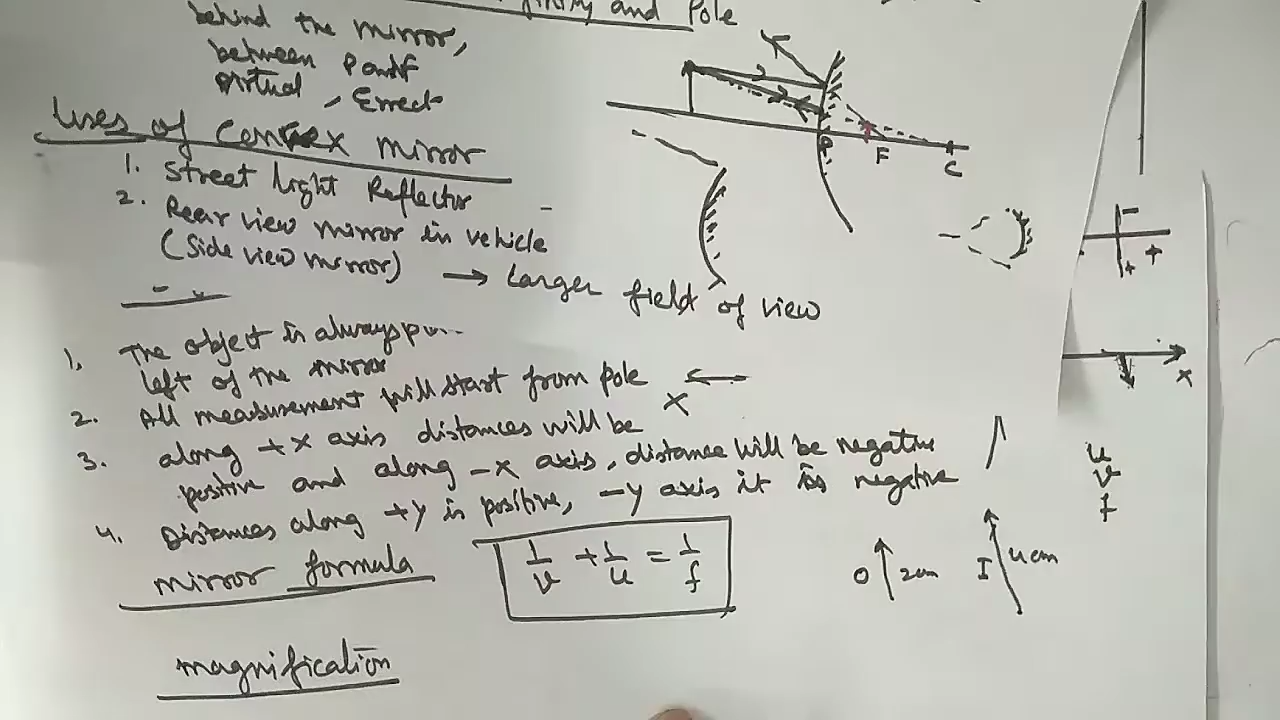 and Pole
behind the mirror,
between P and F
virtual, Erect
Uses of convex mirror
1. Street light Reflector
2. Rear view mirror in vehicle
(Side view mirror) → Larger field of view
1. The object is always
left of the mirror
2. All measurement will start from pole
X
3. along +X axis distances will be
positive and along -X axis, distance will be negative
4. Distances along +Y is positive, -Y axis it is negative
mirror formula
1/v + 1/u = 1/f
magnification
P
F
C
-
+
+
X
u
v
f
O 2cm
I 4cm